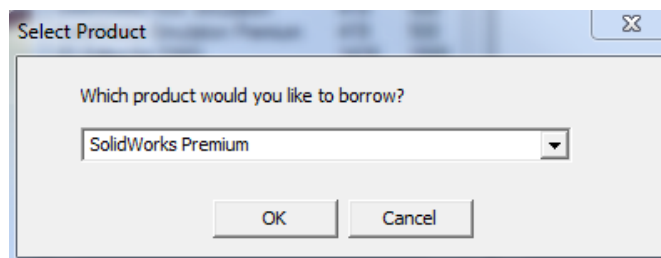 Select Product
Which product would you like to borrow?
SolidWorks Premium
OK
Cancel